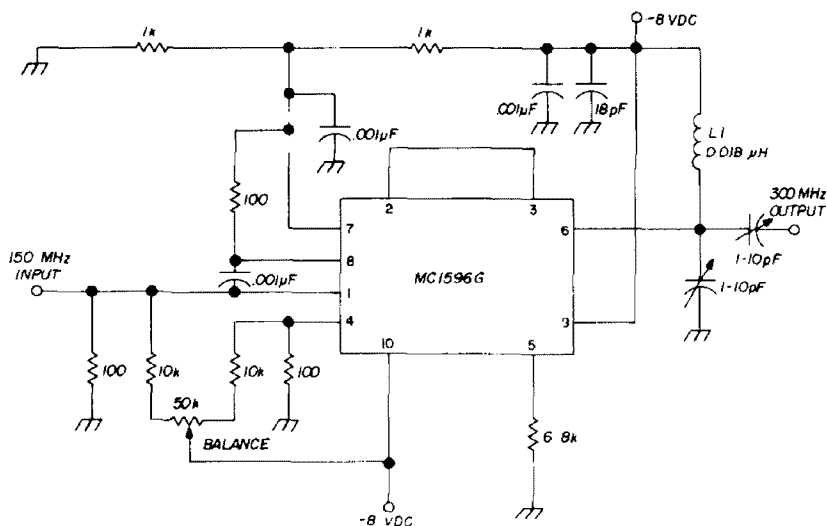 -8 VDC
1k
1k
.001µF
.001µF
18pF
L1
0.018 µH
100
2
3
300 MHz
OUTPUT
7
6
150 MHz
INPUT
8
1-10pF
.001µF
MC1596G
1-10pF
1
4
3
10
5
100
10k
10k
100
50k
6 8k
BALANCE
-8 VDC